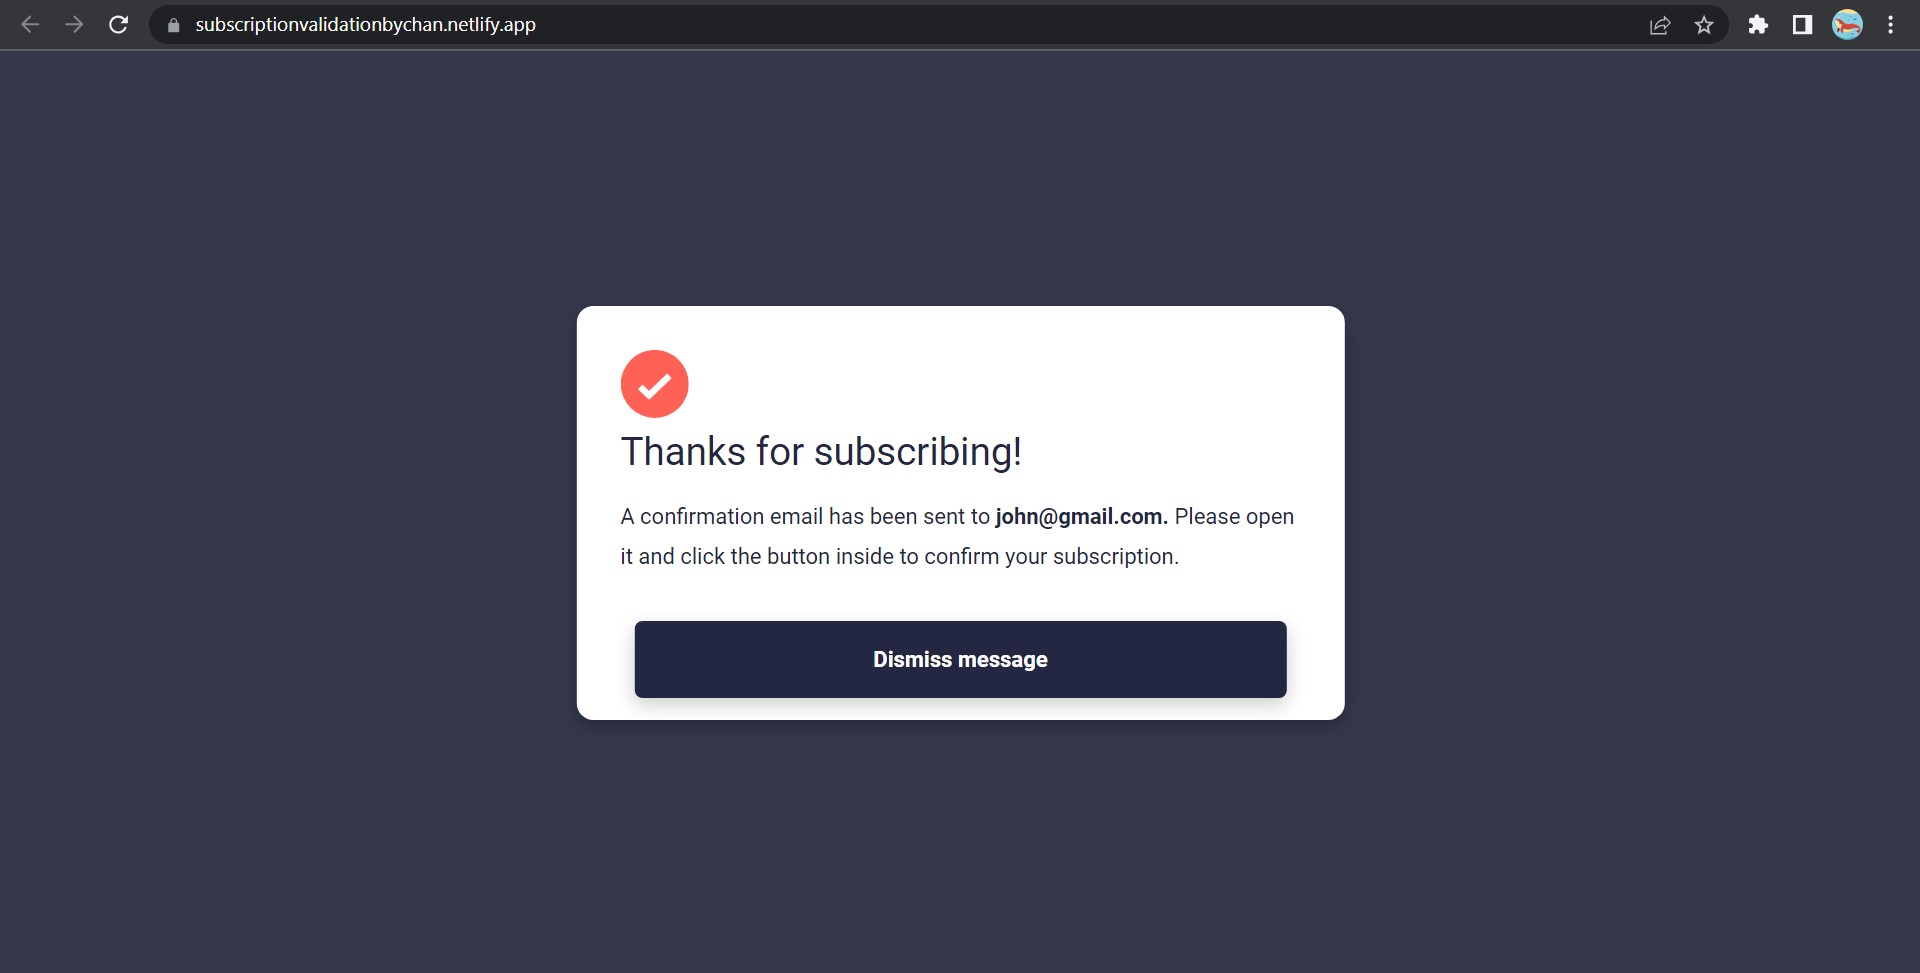 subscriptionvalidationbychan.netlify.app
Thanks for subscribing!
A confirmation email has been sent to john@gmail.com. Please open
it and click the button inside to confirm your subscription.
Dismiss message